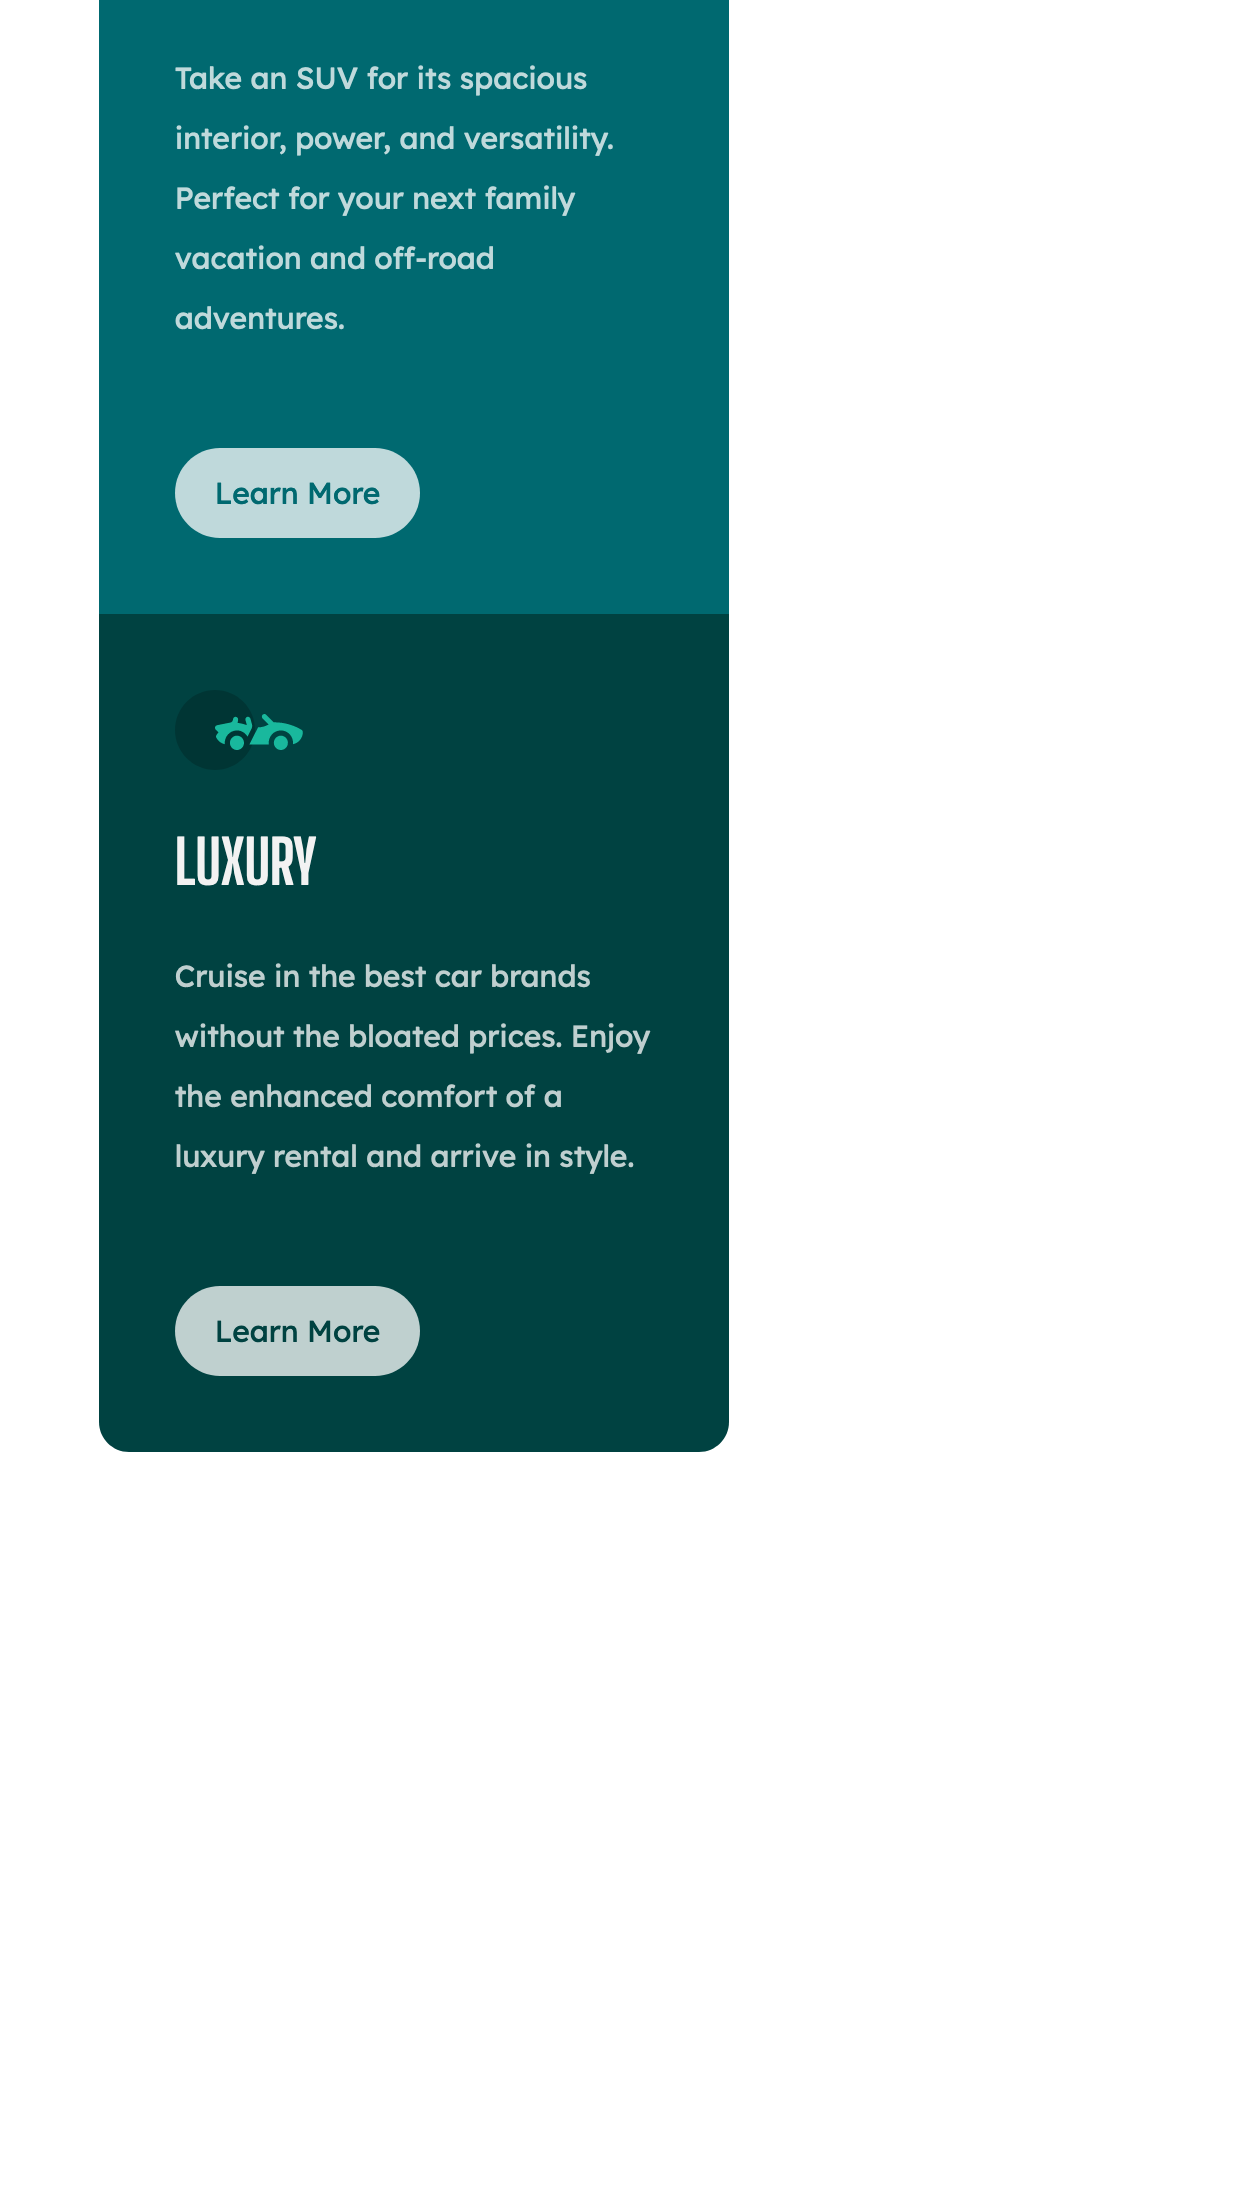 Take an SUV for its spacious
interior, power, and versatility.
Perfect for your next family
vacation and off-road
adventures.
Learn More
LUXURY
Cruise in the best car brands
without the bloated prices. Enjoy
the enhanced comfort of a
luxury rental and arrive in style.
Learn More